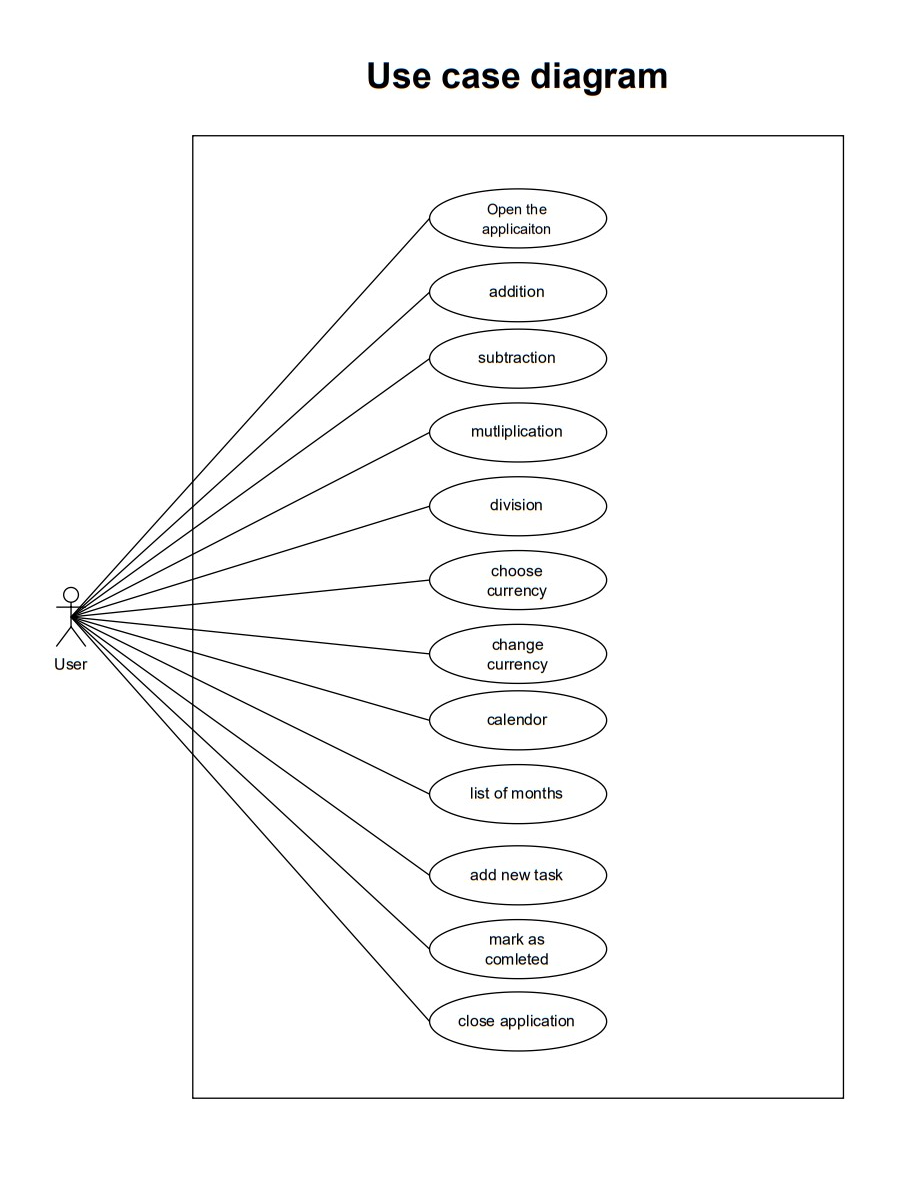 Use case diagram
Open the
applicaiton
addition
subtraction
mutliplication
division
choose
currency
change
currency
User
calendor
list of months
add new task
mark as
comleted
close application